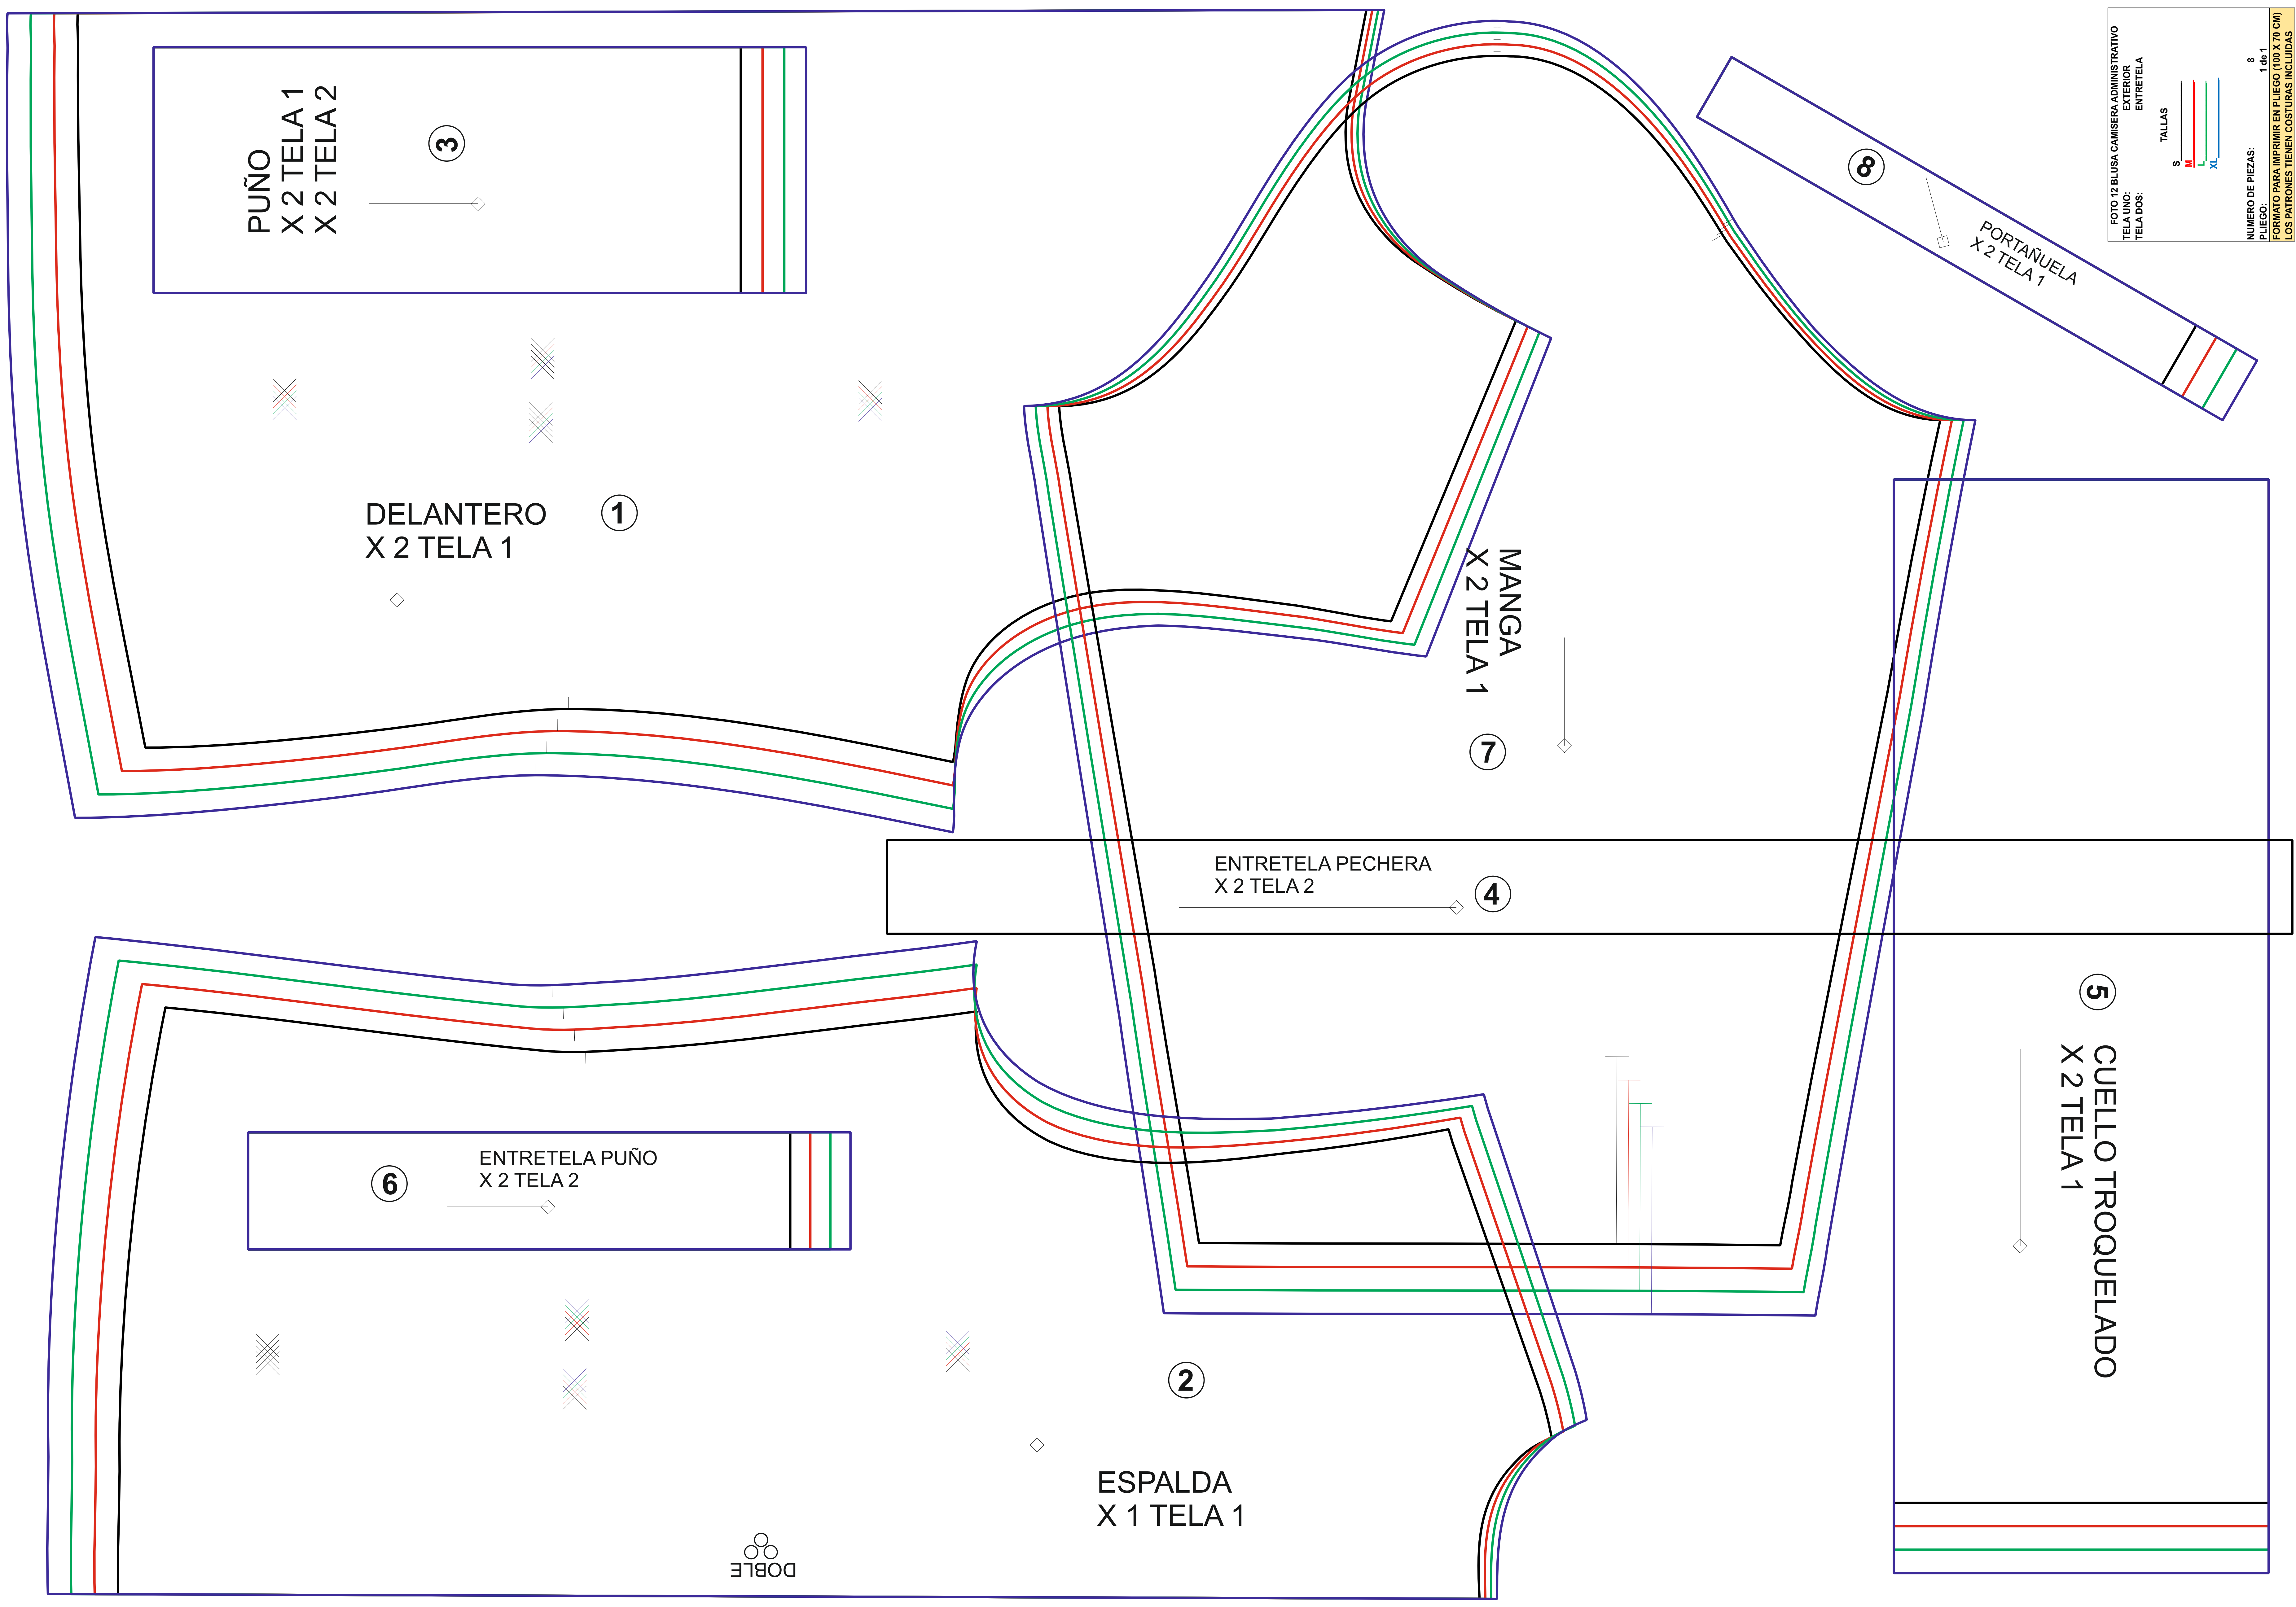 PUÑO
X 2 TELA 1
X 2 TELA 2
3
DELANTERO
X 2 TELA 1
1
MANGA
X 2 TELA 1
7
8
PORTAÑUELA
X 2 TELA 1
FOTO 12 BLUSA CAMISERA ADMINISTRATIVO
TELA UNO: EXTERIOR
TELA DOS: ENTRETELA
TALLAS
S
M
L
XL
NUMERO DE PIEZAS: 8
PLIEGO: 1 de 1
FORMATO PARA IMPRIMIR EN PLIEGO (100 X 70 CM)
LOS PATRONES TIENEN COSTURAS INCLUIDAS
ENTRETELA PECHERA
X 2 TELA 2
4
5
CUELLO TROQUELADO
X 2 TELA 1
6
ENTRETELA PUÑO
X 2 TELA 2
2
ESPALDA
X 1 TELA 1
DOBLE